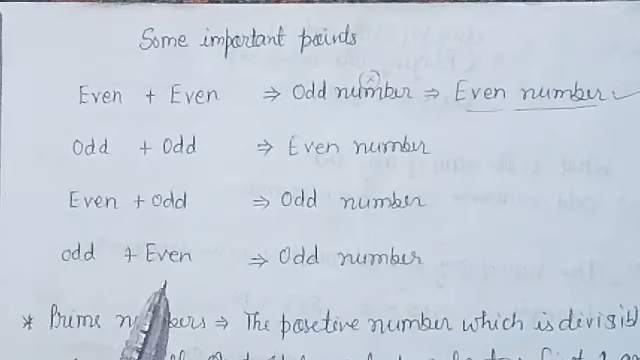 Some important points
Even + Even ⇒ Odd number (x) ⇒ Even number ✓
Odd + Odd ⇒ Even number
Even + Odd ⇒ Odd number
odd + Even ⇒ Odd number
* Prime ⇒ The posetive number which is